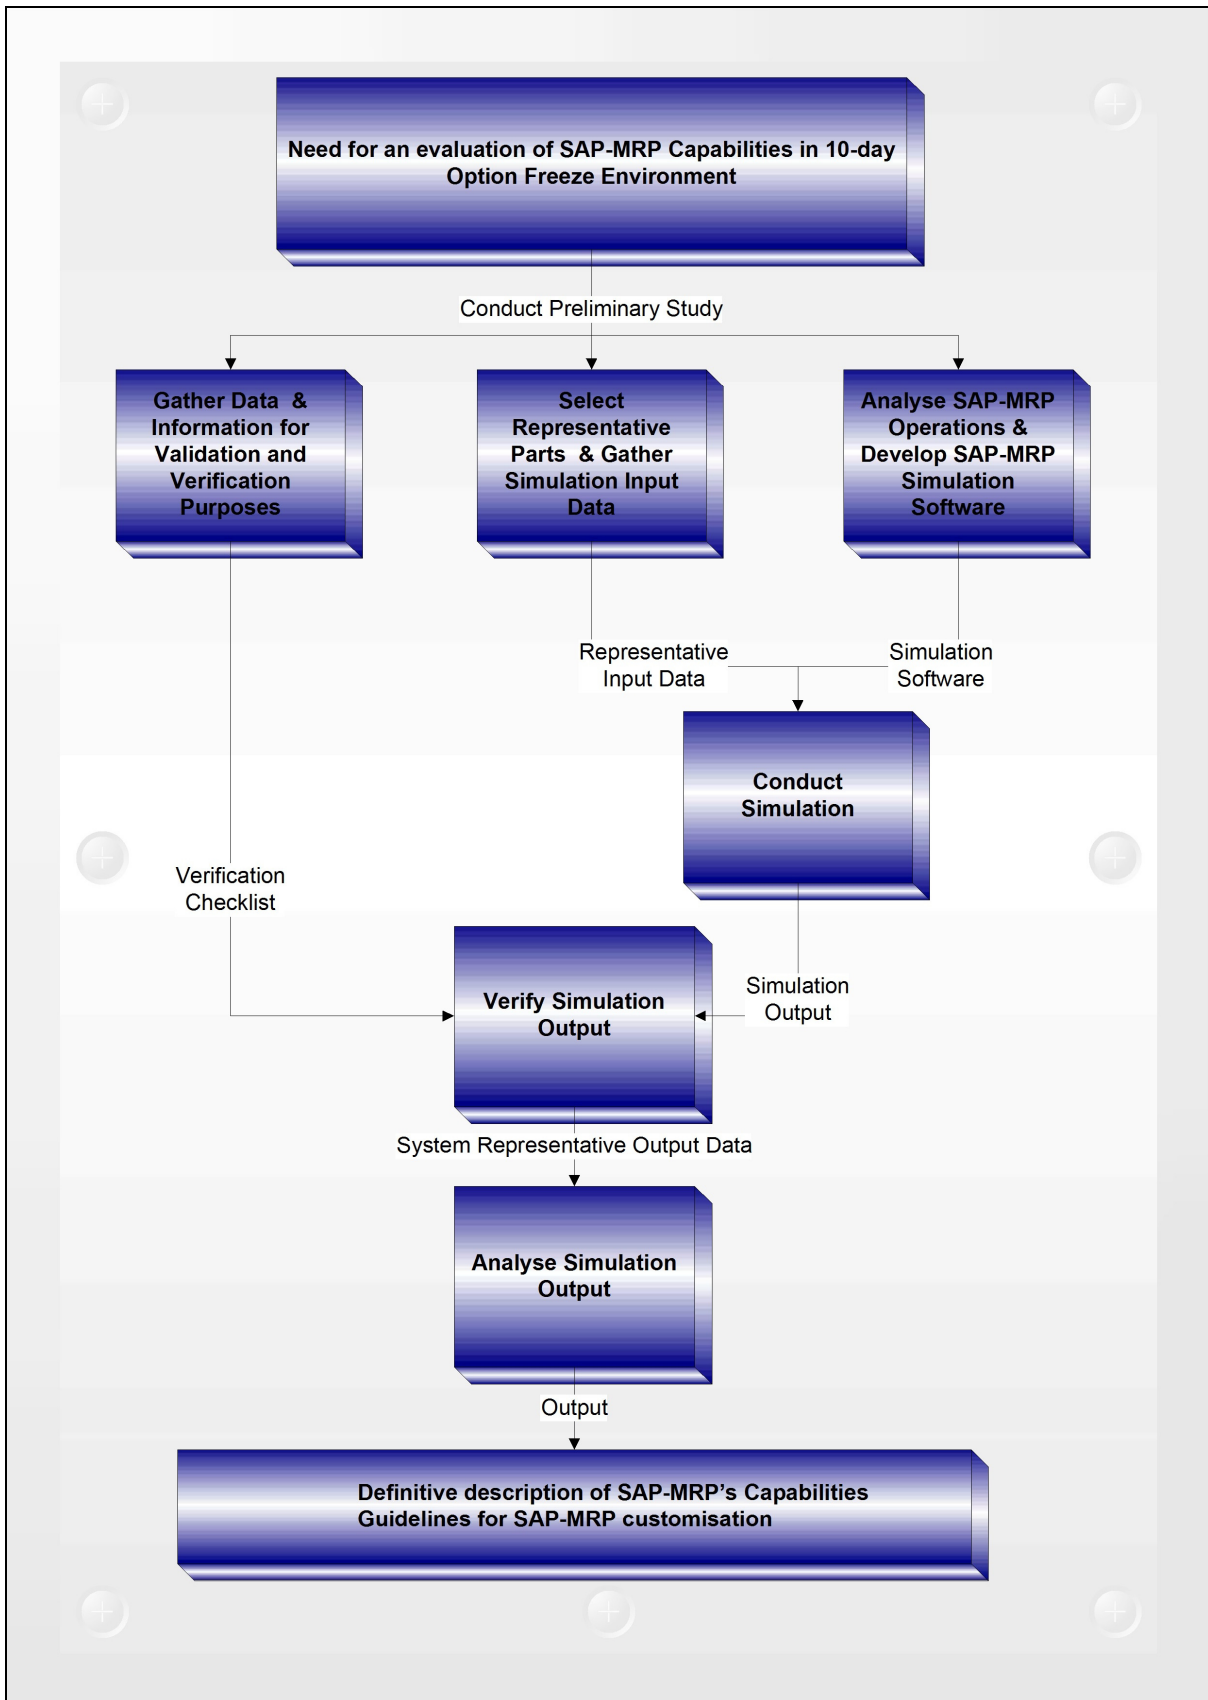 Need for an evaluation of SAP-MRP Capabilities in 10-day
Option Freeze Environment
Conduct Preliminary Study
Gather Data & 
Information for
Validation and
Verification
Purposes
Select
Representative
Parts & Gather
Simulation Input
Data
Analyse SAP-MRP
Operations &
Develop SAP-MRP
Simulation
Software
Representative
Input Data
Simulation
Software
Conduct
Simulation
Verification
Checklist
Simulation
Output
Verify Simulation
Output
System Representative Output Data
Analyse Simulation
Output
Output
Definitive description of SAP-MRP’s Capabilities
Guidelines for SAP-MRP customisation